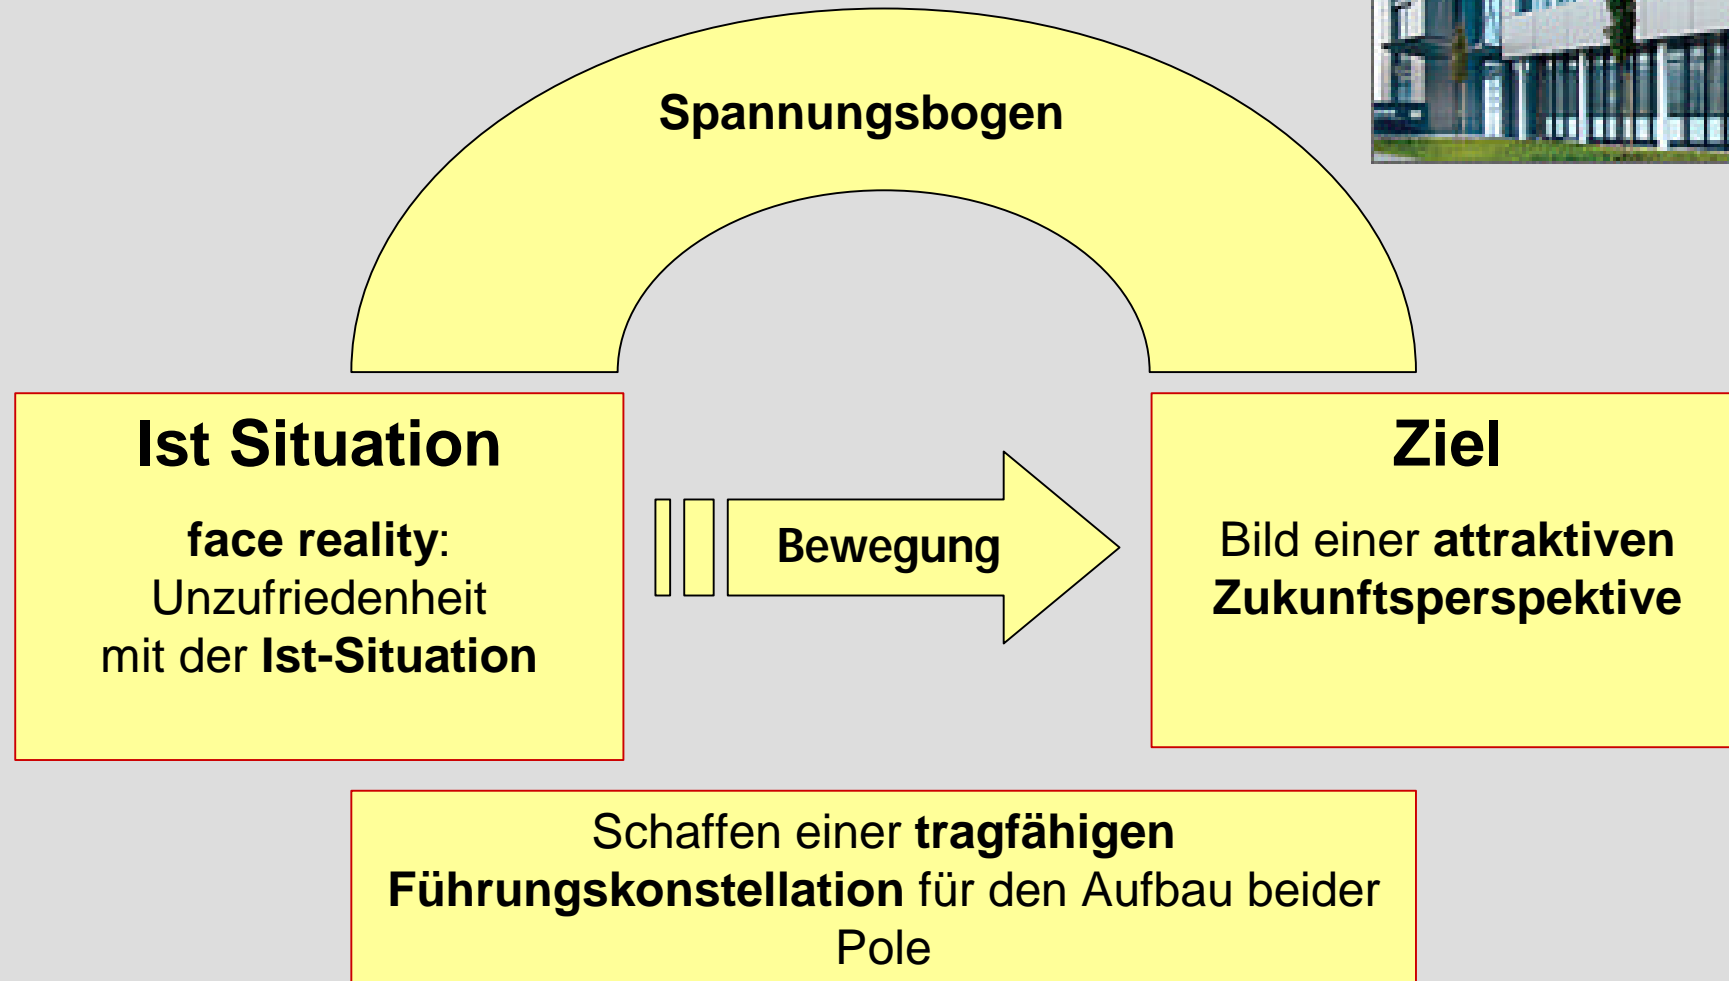 Spannungsbogen
Ist Situation
face reality:
Unzufriedenheit
mit der Ist-Situation
Bewegung
Ziel
Bild einer attraktiven
Zukunftsperspektive
Schaffen einer tragfähigen
Führungskonstellation für den Aufbau beider
Pole